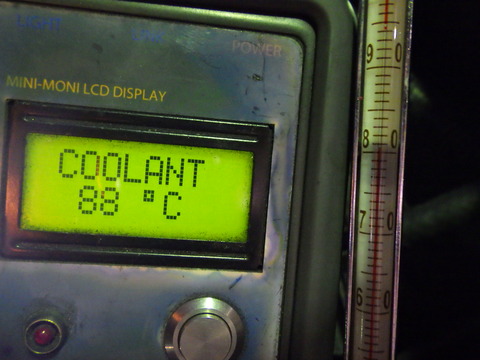 LIGHT
POWER
MINI-MONI LCD DISPLAY
COOLANT
88 °C
9 0
8 0
7 0
6 0